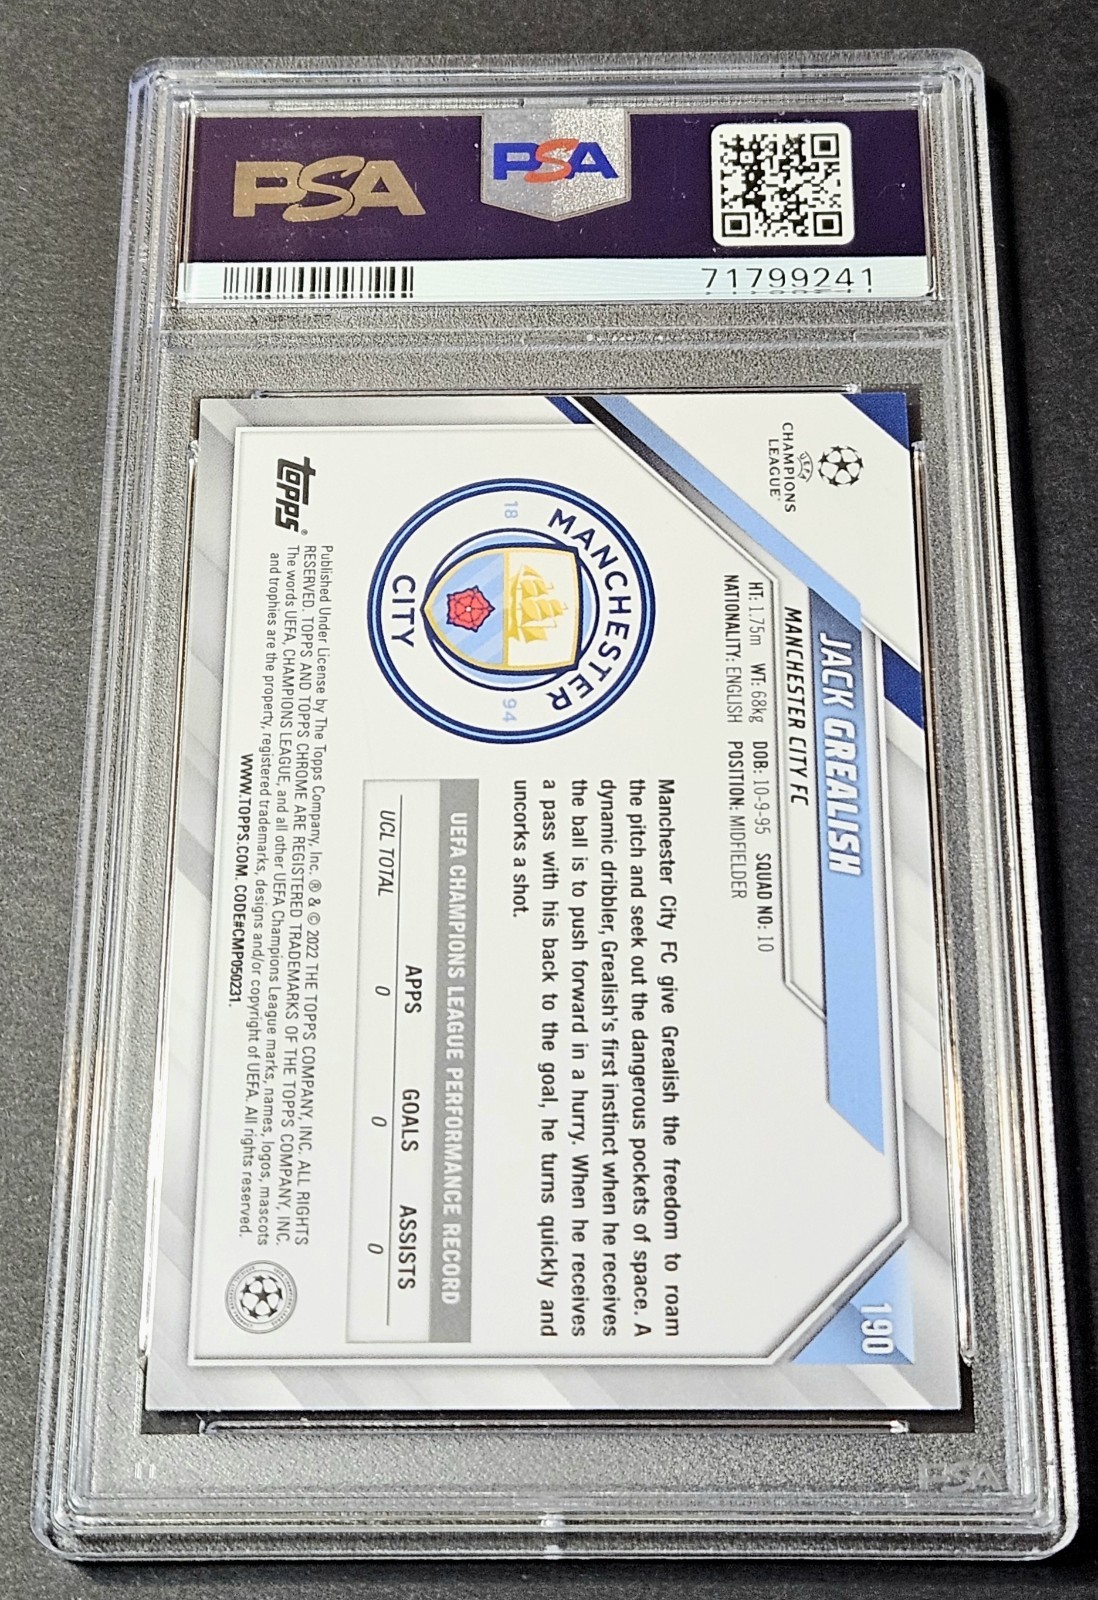 PSA
PSA
71799241
UEFA
CHAMPIONS
LEAGUE
190
JACK GREALISH
MANCHESTER CITY FC
HT: 1.75m WT: 68kg DOB: 10-9-95 SQUAD NO: 10
NATIONALITY: ENGLISH POSITION: MIDFIELDER
MANCHESTER
18 94
CITY
Manchester City FC give Grealish the freedom to roam
the pitch and seek out the dangerous pockets of space. A
dynamic dribbler, Grealish's first instinct when he receives
the ball is to push forward in a hurry. When he receives
a pass with his back to the goal, he turns quickly and
uncorks a shot.
UEFA CHAMPIONS LEAGUE PERFORMANCE RECORD
APPS GOALS ASSISTS
UCL TOTAL 0 0 0
topps®
Published Under License by The Topps Company, Inc. ® & © 2022 THE TOPPS COMPANY, INC. ALL RIGHTS
RESERVED. TOPPS AND TOPPS CHROME ARE REGISTERED TRADEMARKS OF THE TOPPS COMPANY, INC.
The words UEFA, CHAMPIONS LEAGUE, and all other UEFA Champions League marks, names, logos, mascots
and trophies are the property, registered trademarks, designs and/or copyright of UEFA. All rights reserved.
WWW.TOPPS.COM. CODE#CMP050231.
PSA